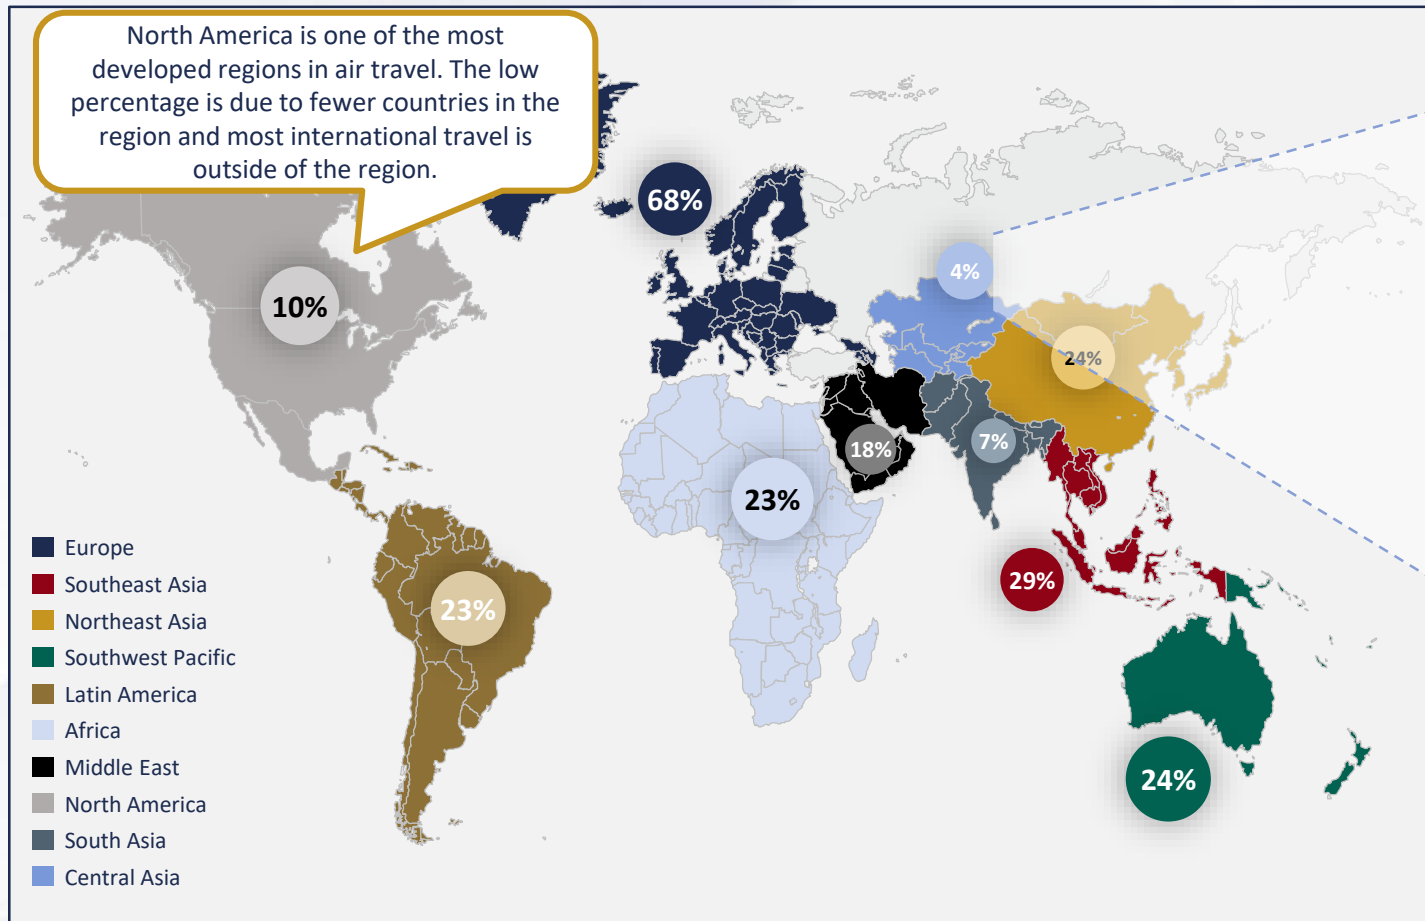 North America is one of the most
developed regions in air travel. The low
percentage is due to fewer countries in the
region and most international travel is
outside of the region.
68%
4%
10%
24%
18%
7%
23%
29%
23%
24%
Europe
Southeast Asia
Northeast Asia
Southwest Pacific
Latin America
Africa
Middle East
North America
South Asia
Central Asia